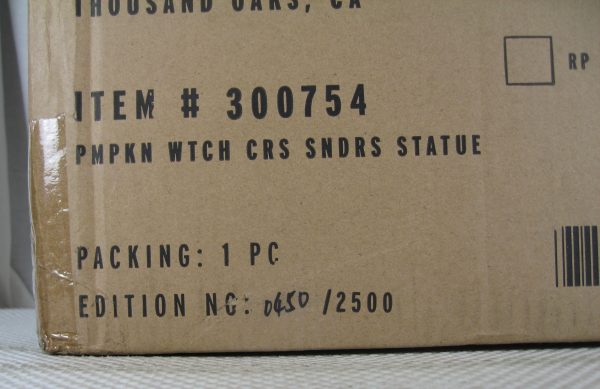 THOUSAND OAKS, CA
RP
ITEM # 300754
PMPKN WTCH CRS SNDRS STATUE
PACKING: 1 PC
EDITION NO: 0450 /2500